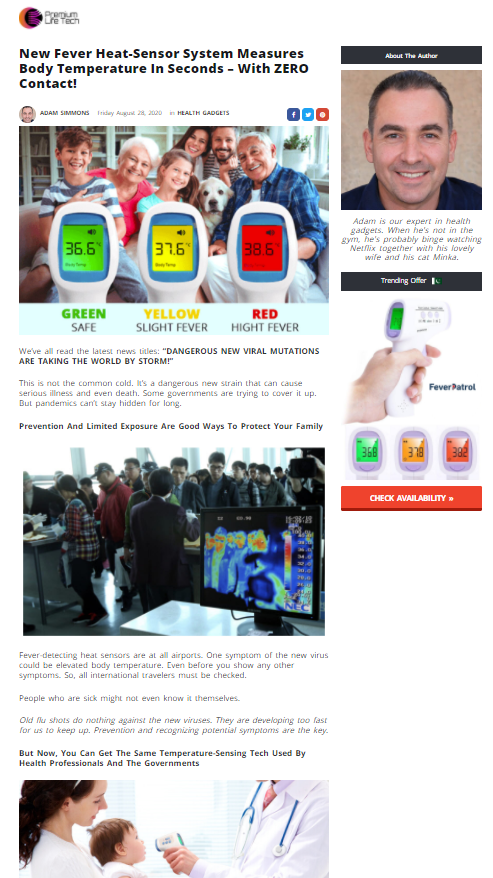 Premium
Life Tech
New Fever Heat-Sensor System Measures
Body Temperature In Seconds – With ZERO
Contact!
ADAM SIMMONS Friday August 28, 2020 in HEALTH GADGETS
36.6°
Body Temp
37.6
Body Temp
38.6
GREEN YELLOW RED
SAFE SLIGHT FEVER HIGHT FEVER
We've all read the latest news titles: "DANGEROUS NEW VIRAL MUTATIONS
ARE TAKING THE WORLD BY STORM!"
This is not the common cold. It's a dangerous new strain that can cause
serious illness and even death. Some governments are trying to cover it up.
But pandemics can't stay hidden for long.
Prevention And Limited Exposure Are Good Ways To Protect Your Family
NEC
Fever-detecting heat sensors are at all airports. One symptom of the new virus
could be elevated body temperature. Even before you show any other
symptoms. So, all international travelers must be checked.
People who are sick might not even know it themselves.
Old flu shots do nothing against the new viruses. They are developing too fast
for us to keep up. Prevention and recognizing potential symptoms are the key.
But Now, You Can Get The Same Temperature-Sensing Tech Used By
Health Professionals And The Governments
About The Author
Adam is our expert in health
gadgets. When he's not in the
gym, he's probably binge watching
Netflix together with his lovely
wife and his cat Minka.
Trending Offer
FeverPatrol
36.8 37.8 39.2
CHECK AVAILABILITY »